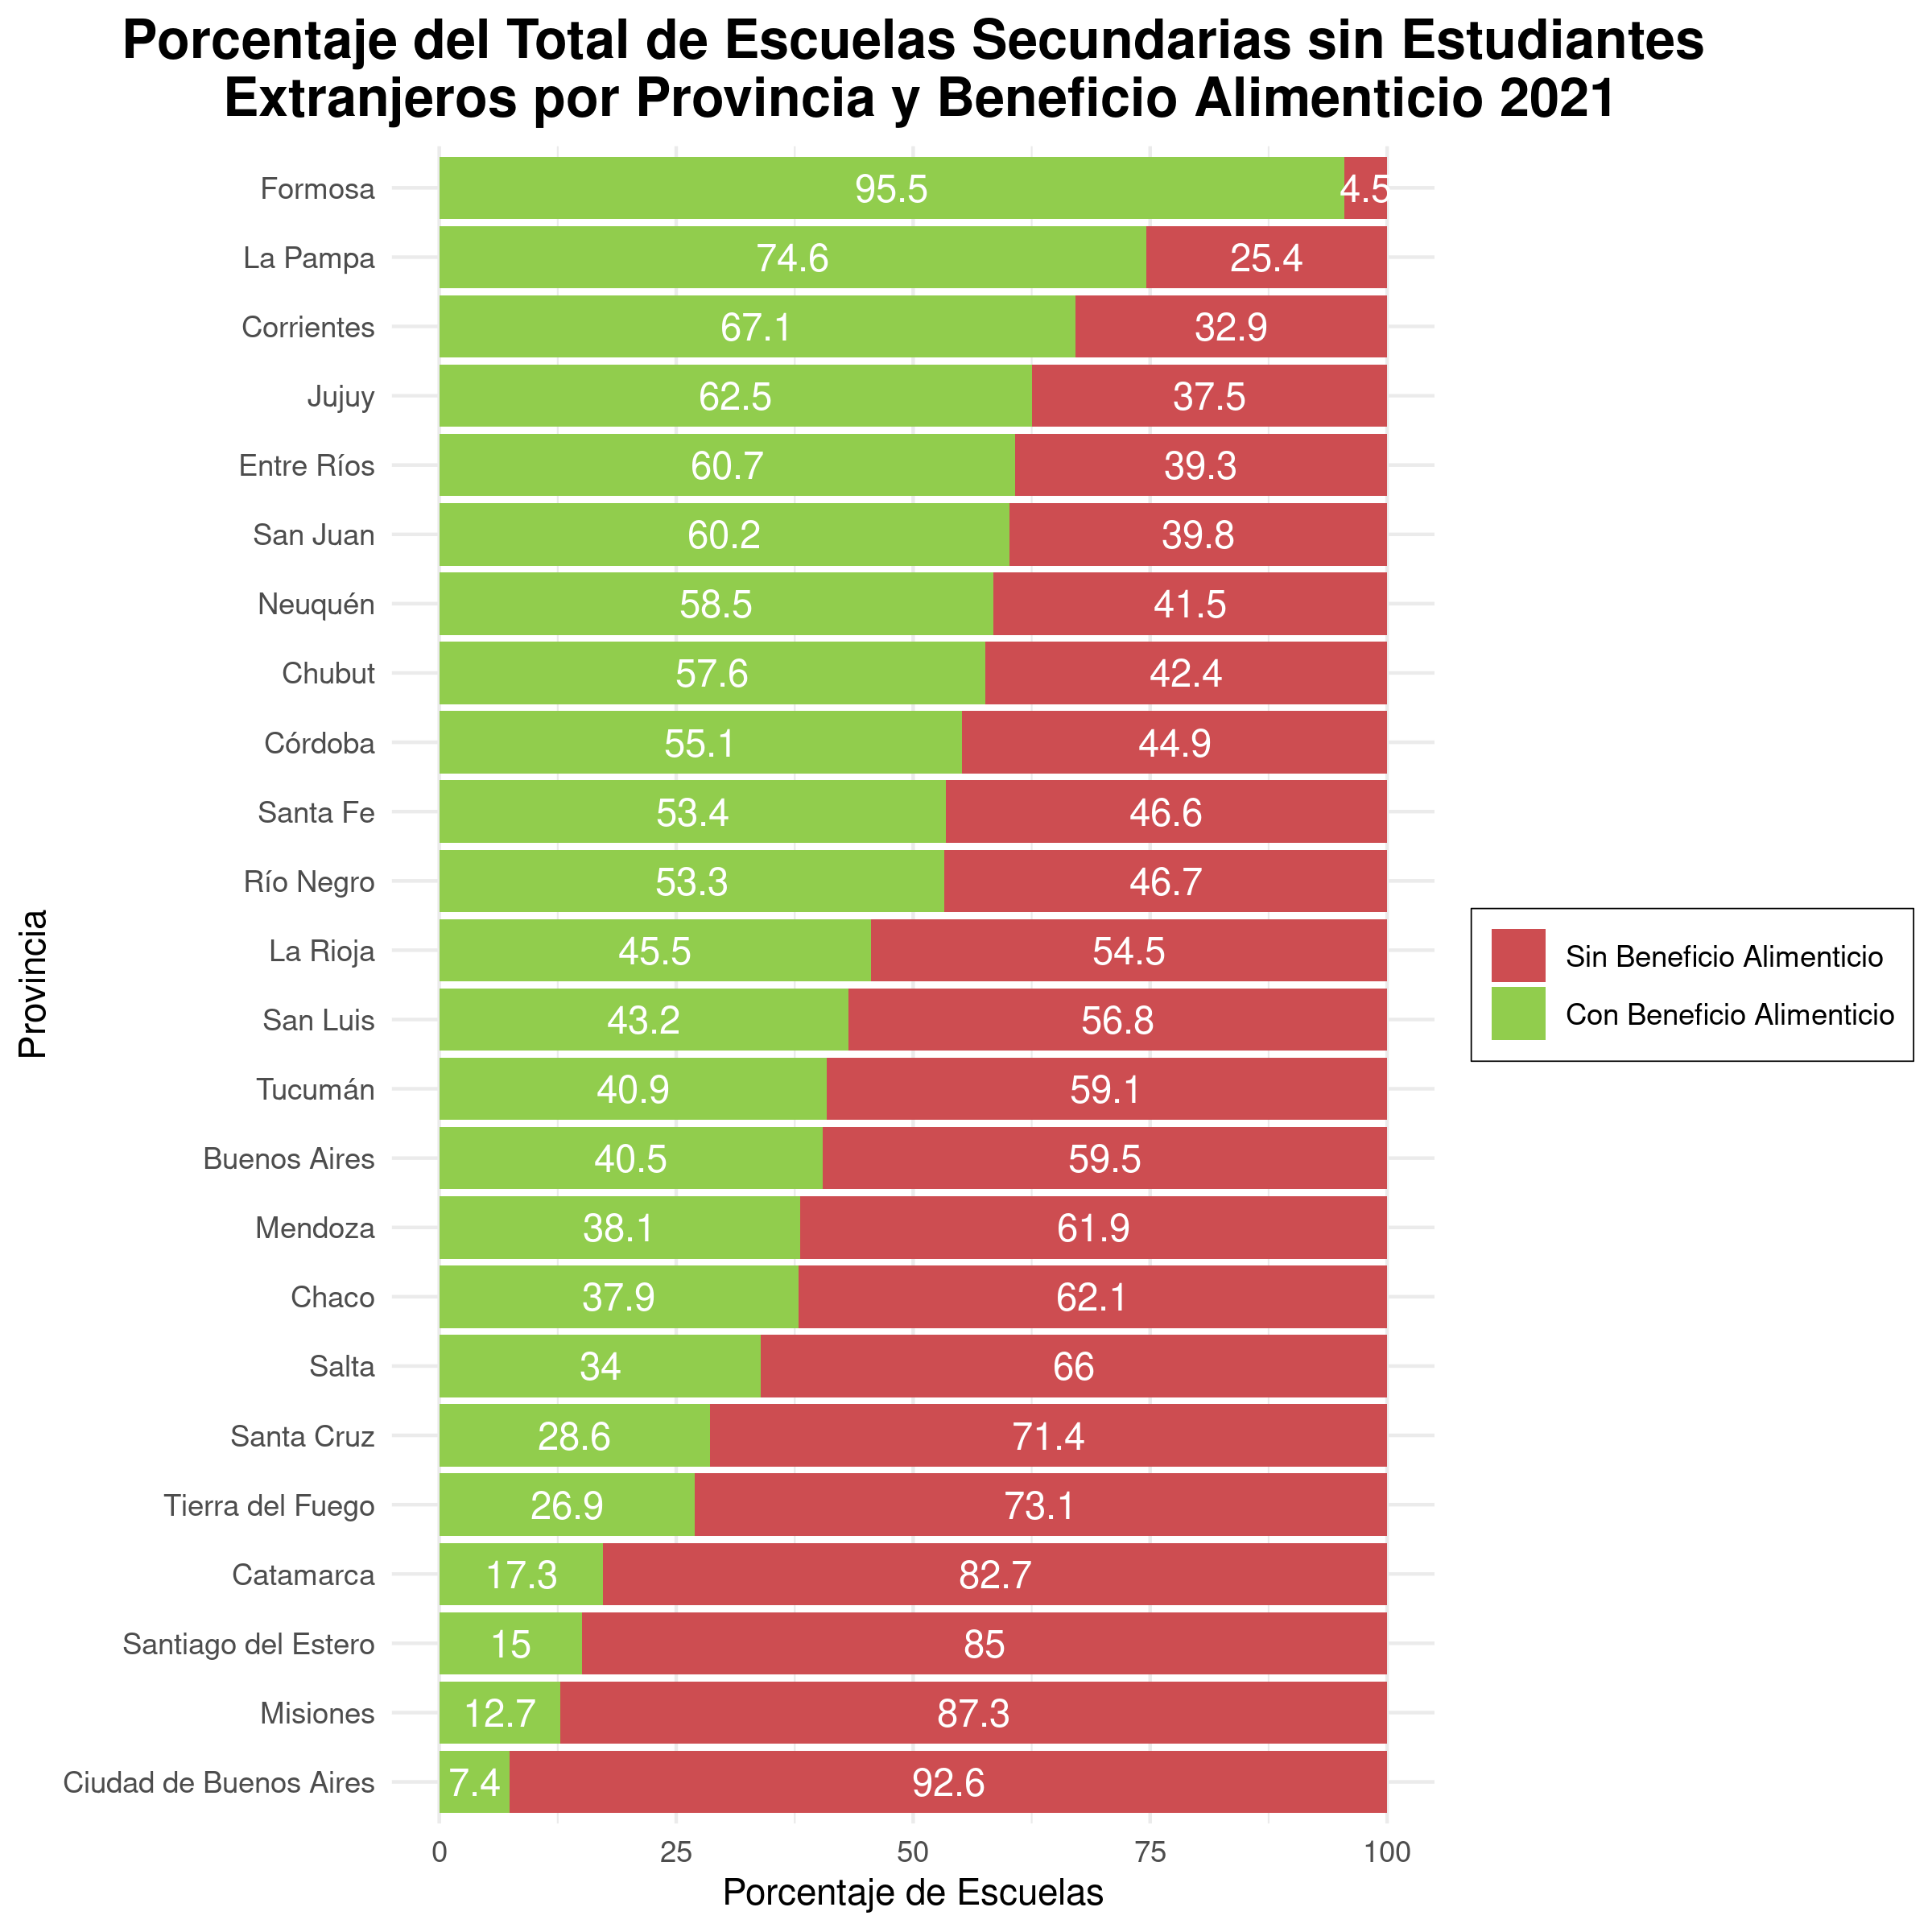 Porcentaje del Total de Escuelas Secundarias sin Estudiantes
Extranjeros por Provincia y Beneficio Alimenticio 2021
Formosa 95.5 4.5
La Pampa 74.6 25.4
Corrientes 67.1 32.9
Jujuy 62.5 37.5
Entre Ríos 60.7 39.3
San Juan 60.2 39.8
Neuquén 58.5 41.5
Chubut 57.6 42.4
Córdoba 55.1 44.9
Santa Fe 53.4 46.6
Río Negro 53.3 46.7
La Rioja 45.5 54.5
San Luis 43.2 56.8
Tucumán 40.9 59.1
Buenos Aires 40.5 59.5
Mendoza 38.1 61.9
Chaco 37.9 62.1
Salta 34 66
Santa Cruz 28.6 71.4
Tierra del Fuego 26.9 73.1
Catamarca 17.3 82.7
Santiago del Estero 15 85
Misiones 12.7 87.3
Ciudad de Buenos Aires 7.4 92.6
0 25 50 75 100
Porcentaje de Escuelas
Provincia
Sin Beneficio Alimenticio
Con Beneficio Alimenticio